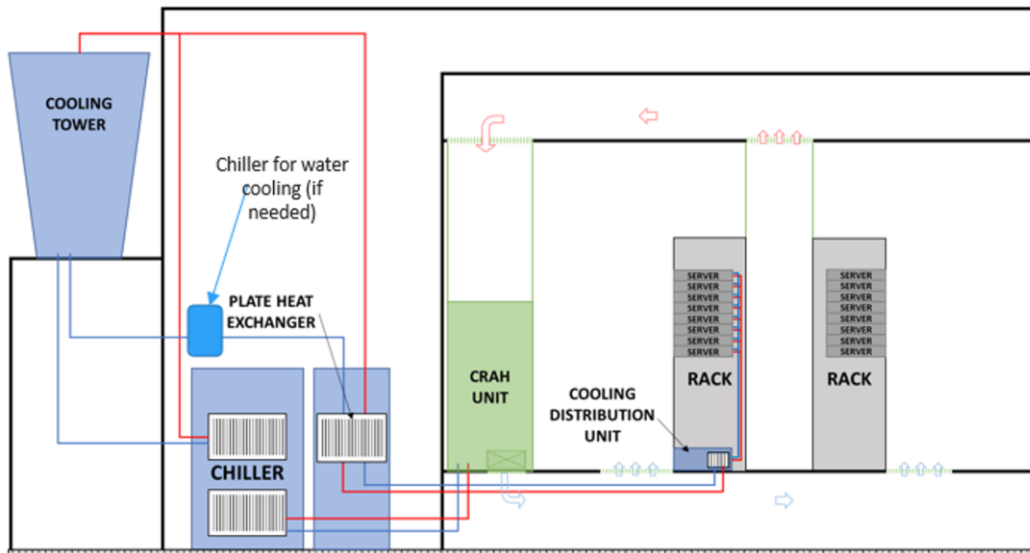 COOLING
TOWER
Chiller for water
cooling (if
needed)
PLATE HEAT
EXCHANGER
CHILLER
CRAH
UNIT
COOLING
DISTRIBUTION
UNIT
SERVER
SERVER
SERVER
SERVER
SERVER
SERVER
SERVER
SERVER
RACK
SERVER
SERVER
SERVER
SERVER
SERVER
SERVER
SERVER
SERVER
RACK